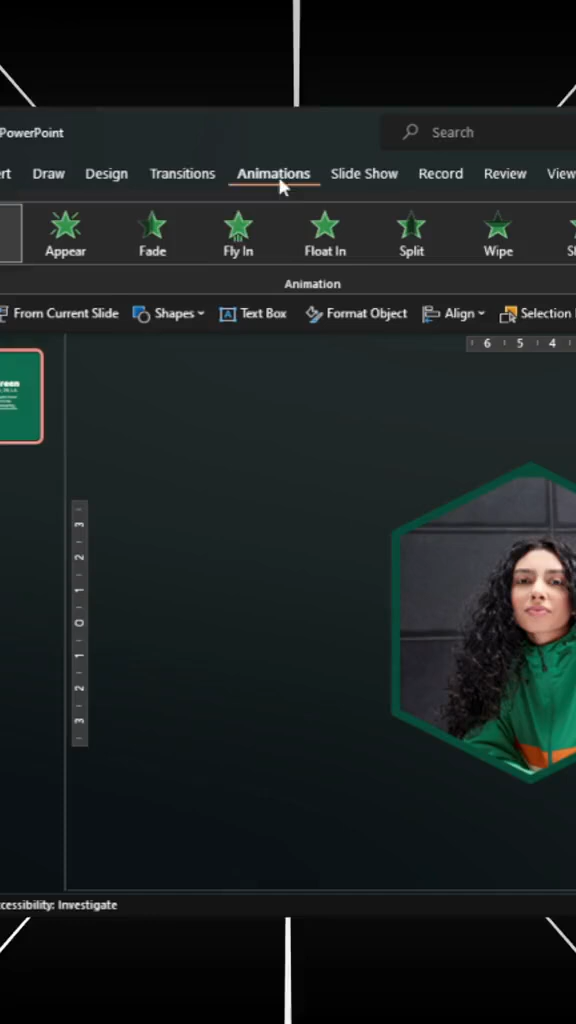 PowerPoint
Search
rt Draw Design Transitions Animations Slide Show Record Review View
Appear Fade Fly In Float In Split Wipe Sh
Animation
From Current Slide Shapes Text Box Format Object Align Selection
6 5 4
reen
3
2
1
0
1
2
3
ccessibility: Investigate